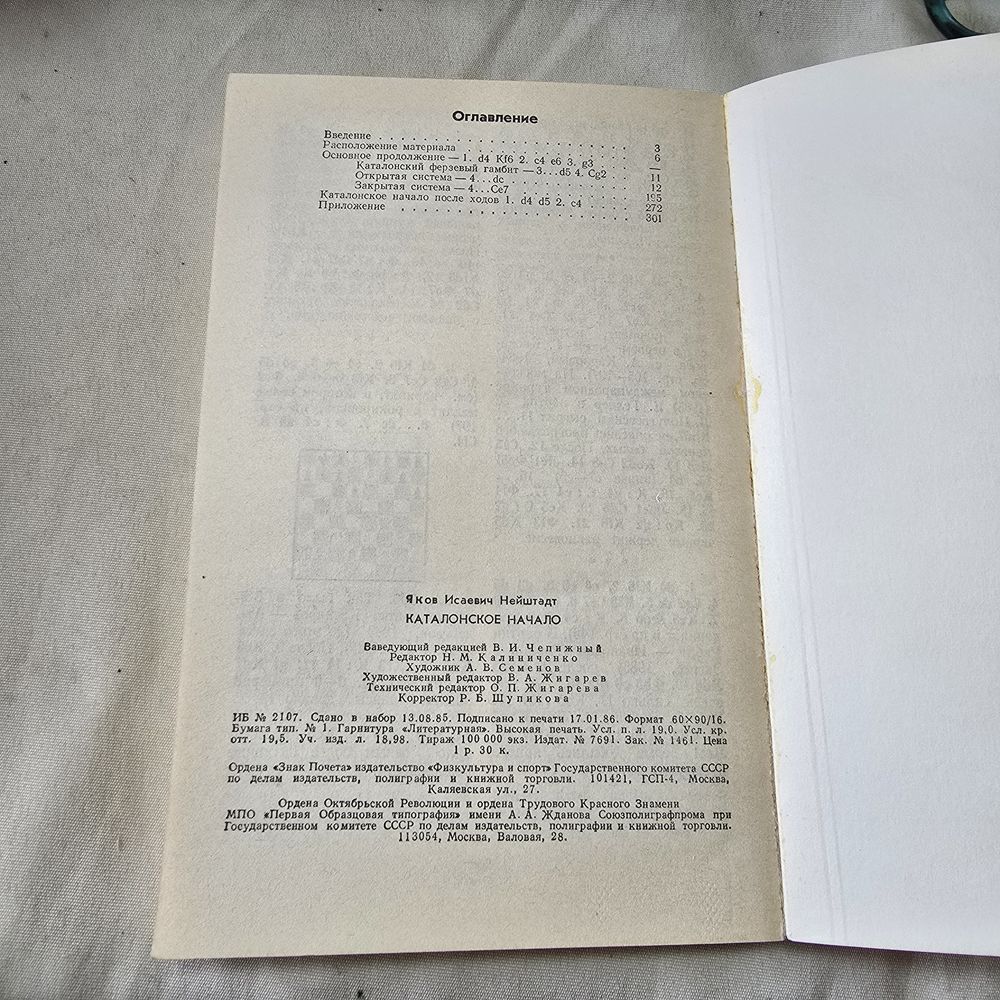 Оглавление
Введение . . . . . . . . . . . . . . . . 3
Расположение материала . . . . . . . . . . 6
Основное продолжение — 1. d4 Kf6 2. c4 e6 3. g3 —
Каталонский ферзевый гамбит — 3...d5 4. Cg2 . . 11
Открытая система — 4...dc . . . . . . . . 12
Закрытая система — 4...Ce7 . . . . . . . . 195
Каталонское начало после ходов 1. d4 d5 2. c4 . . . . 272
Приложение . . . . . . . . . . . . . . . 301
Яков Исаевич Нейштадт
КАТАЛОНСКОЕ НАЧАЛО
Заведующий редакцией В. И. Чепижный
Редактор Н. М. Калиниченко
Художник А. В. Семенов
Художественный редактор В. А. Жигарев
Технический редактор О. П. Жигарева
Корректор Р. Б. Шупикова
ИБ № 2107. Сдано в набор 13.08.85. Подписано к печати 17.01.86. Формат 60×90/16.
Бумага тип. № 1. Гарнитура «Литературная». Высокая печать. Усл. п. л. 19.0. Усл. кр.
отт. 19,5. Уч. изд. л. 18,98. Тираж 100 000 экз. Издат. № 7691. Зак. № 1461. Цена
1 р. 30 к.
Ордена «Знак Почета» издательство «Физкультура и спорт» Государственного комитета СССР
по делам издательств, полиграфии и книжной торговли. 101421, ГСП-4, Москва,
Каляевская ул., 27.
Ордена Октябрьской Революции и ордена Трудового Красного Знамени
МПО «Первая Образцовая типография» имени А. А. Жданова Союзполиграфпрома при
Государственном комитете СССР по делам издательств, полиграфии и книжной торговли.
113054, Москва, Валовая, 28.